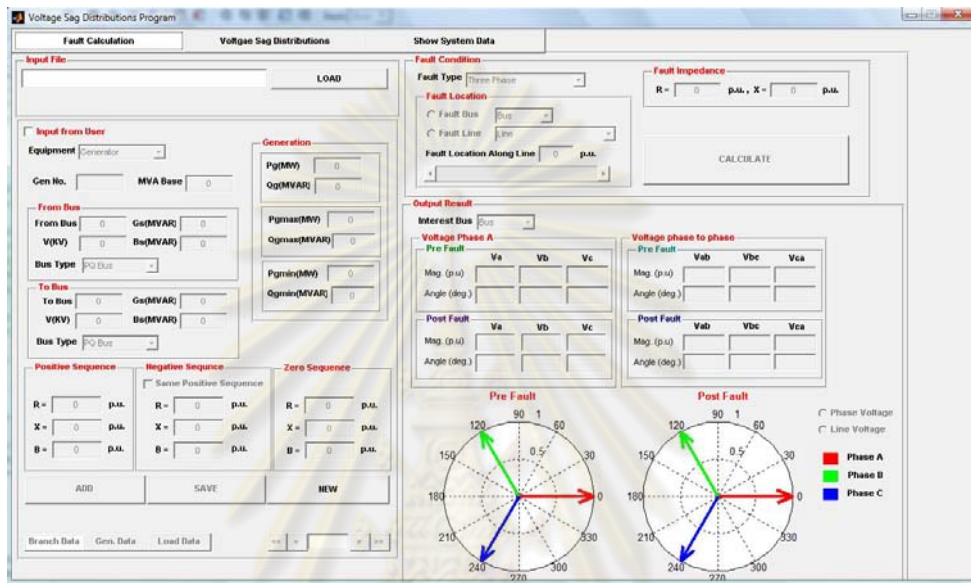 Voltage Sag Distributions Program
Fault Calculation Voltgae Sag Distributions Show System Data
Input File
LOAD
Input from User
Equipment Generator
Gen No. MVA Base 0
From Bus
From Bus 0 Gs(MVAR) 0
V(KV) 0 Bs(MVAR) 0
Bus Type PQ Bus
To Bus
To Bus 0 Gs(MVAR) 0
V(KV) 0 Bs(MVAR) 0
Bus Type PQ Bus
Generation
Pg(MW) 0
Qg(MVAR) 0
Pgmax(MW) 0
Qgmax(MVAR) 0
Pgmin(MW) 0
Qgmin(MVAR) 0
Positive Sequence
R = 0 p.u.
X = 0 p.u.
B = 0 p.u.
Negative Sequnce
Same Positive Sequence
R = 0 p.u.
X = 0 p.u.
B = 0 p.u.
Zero Sequence
R = 0 p.u.
X = 0 p.u.
B = 0 p.u.
ADD SAVE NEW
Branch Data Gen. Data Load Data << < > >>
Fault Condition
Fault Type Three Phase
Fault Location
Fault Bus Bus
Fault Line Line
Fault Location Along Line 0 p.u.
Fault Impedance
R = 0 p.u. , X = 0 p.u.
CALCULATE
Output Result
Interest Bus Bus
Voltage Phase A
Pre Fault
Va Vb Vc
Mag. (p.u)
Angle (deg.)
Post Fault
Va Vb Vc
Mag. (p.u)
Angle (deg.)
Voltage phase to phase
Pre Fault
Vab Vbc Vca
Mag. (p.u)
Angle (deg.)
Post Fault
Vab Vbc Vca
Mag. (p.u)
Angle (deg.)
Pre Fault
90 1
120 60
150 0.5 30
180 0
210 330
240 300
270
Post Fault
90 1
120 60
150 0.5 30
180 0
210 330
240 300
270
Phase Voltage
Line Voltage
Phase A
Phase B
Phase C